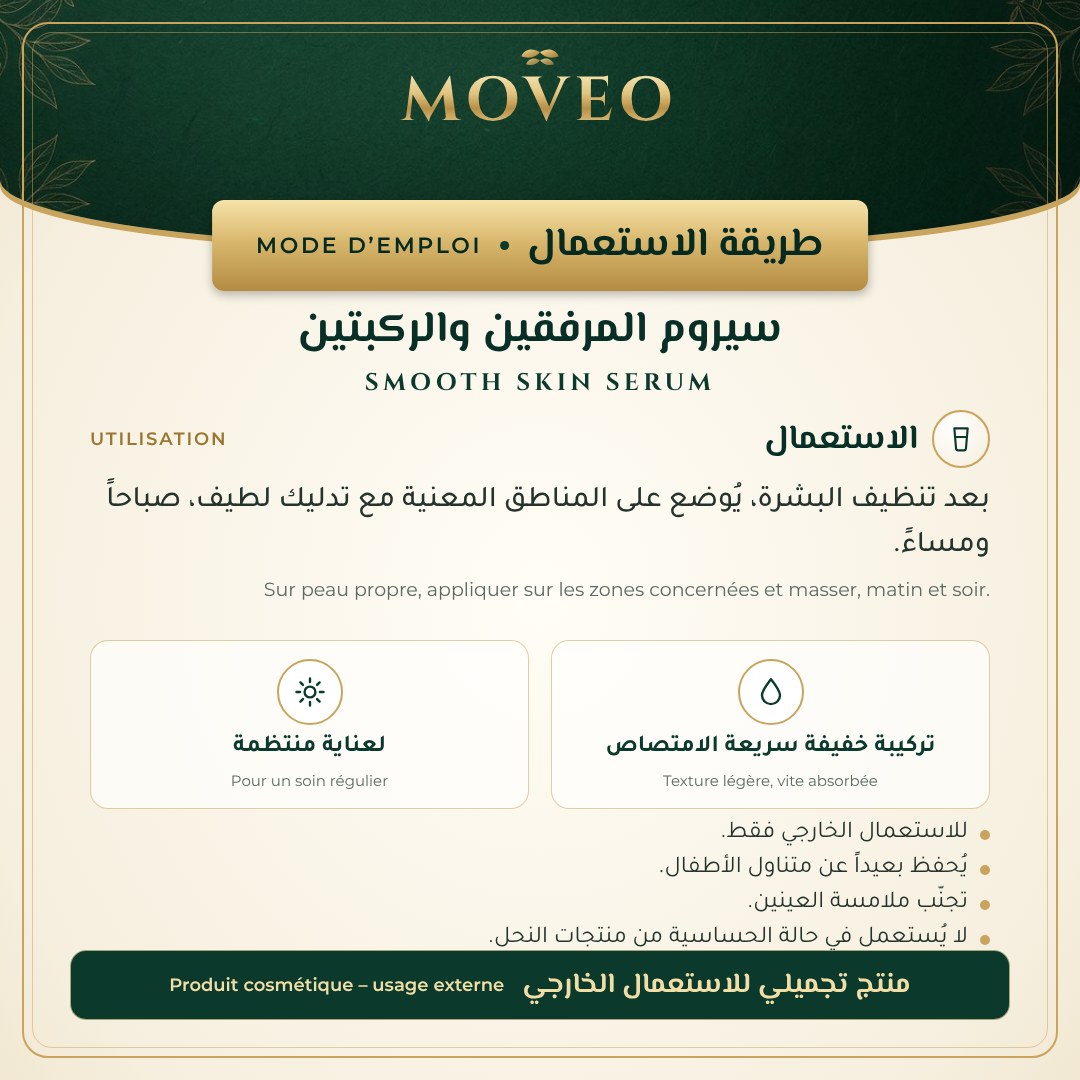 MOVEO
طريقة الاستعمال • MODE D’EMPLOI
سيروم المرفقين والركبتين
SMOOTH SKIN SERUM
الاستعمال
UTILISATION
بعد تنظيف البشرة، يُوضع على المناطق المعنية مع تدليك لطيف، صباحاً
ومساءً.
Sur peau propre, appliquer sur les zones concernées et masser, matin et soir.
تركيبة خفيفة سريعة الامتصاص
Texture légère, vite absorbée
لعناية منتظمة
Pour un soin régulier
للاستعمال الخارجي فقط.
يُحفظ بعيداً عن متناول الأطفال.
تجنّب ملامسة العينين.
لا يُستعمل في حالة الحساسية من منتجات النحل.
منتج تجميلي للاستعمال الخارجي Produit cosmétique – usage externe